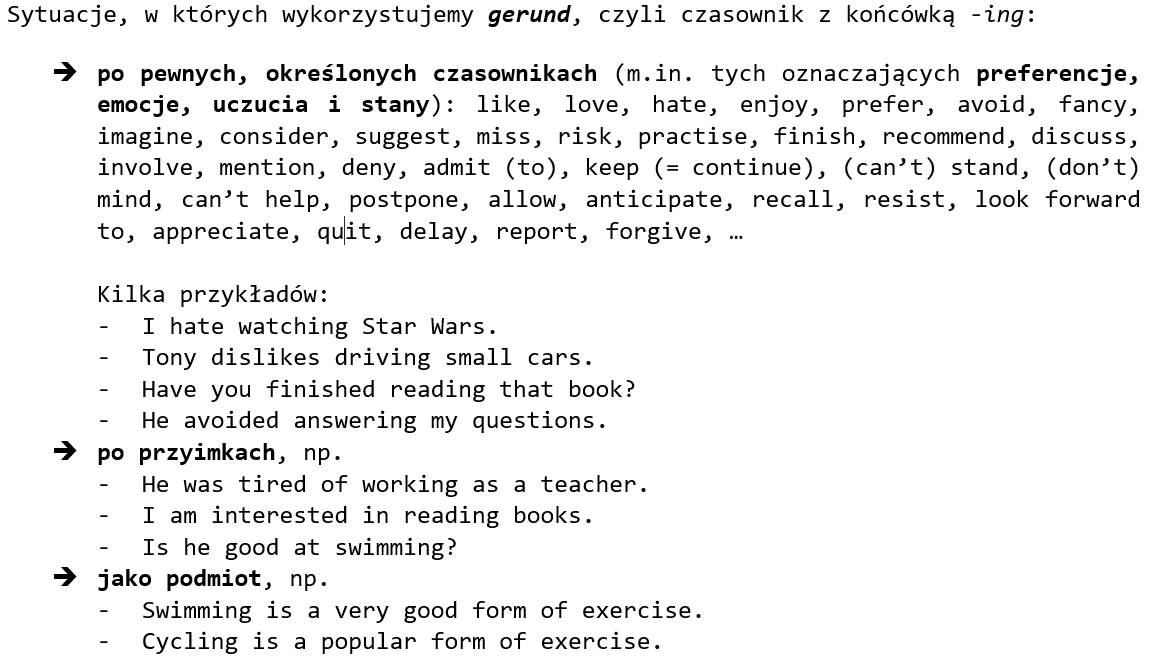 Sytuacje, w których wykorzystujemy gerund, czyli czasownik z końcówką -ing:
➔ po pewnych, określonych czasownikach (m.in. tych oznaczających preferencje,
emocje, uczucia i stany): like, love, hate, enjoy, prefer, avoid, fancy,
imagine, consider, suggest, miss, risk, practise, finish, recommend, discuss,
involve, mention, deny, admit (to), keep (= continue), (can’t) stand, (don’t)
mind, can’t help, postpone, allow, anticipate, recall, resist, look forward
to, appreciate, quit, delay, report, forgive, …
Kilka przykładów:
- I hate watching Star Wars.
- Tony dislikes driving small cars.
- Have you finished reading that book?
- He avoided answering my questions.
➔ po przyimkach, np.
- He was tired of working as a teacher.
- I am interested in reading books.
- Is he good at swimming?
➔ jako podmiot, np.
- Swimming is a very good form of exercise.
- Cycling is a popular form of exercise.